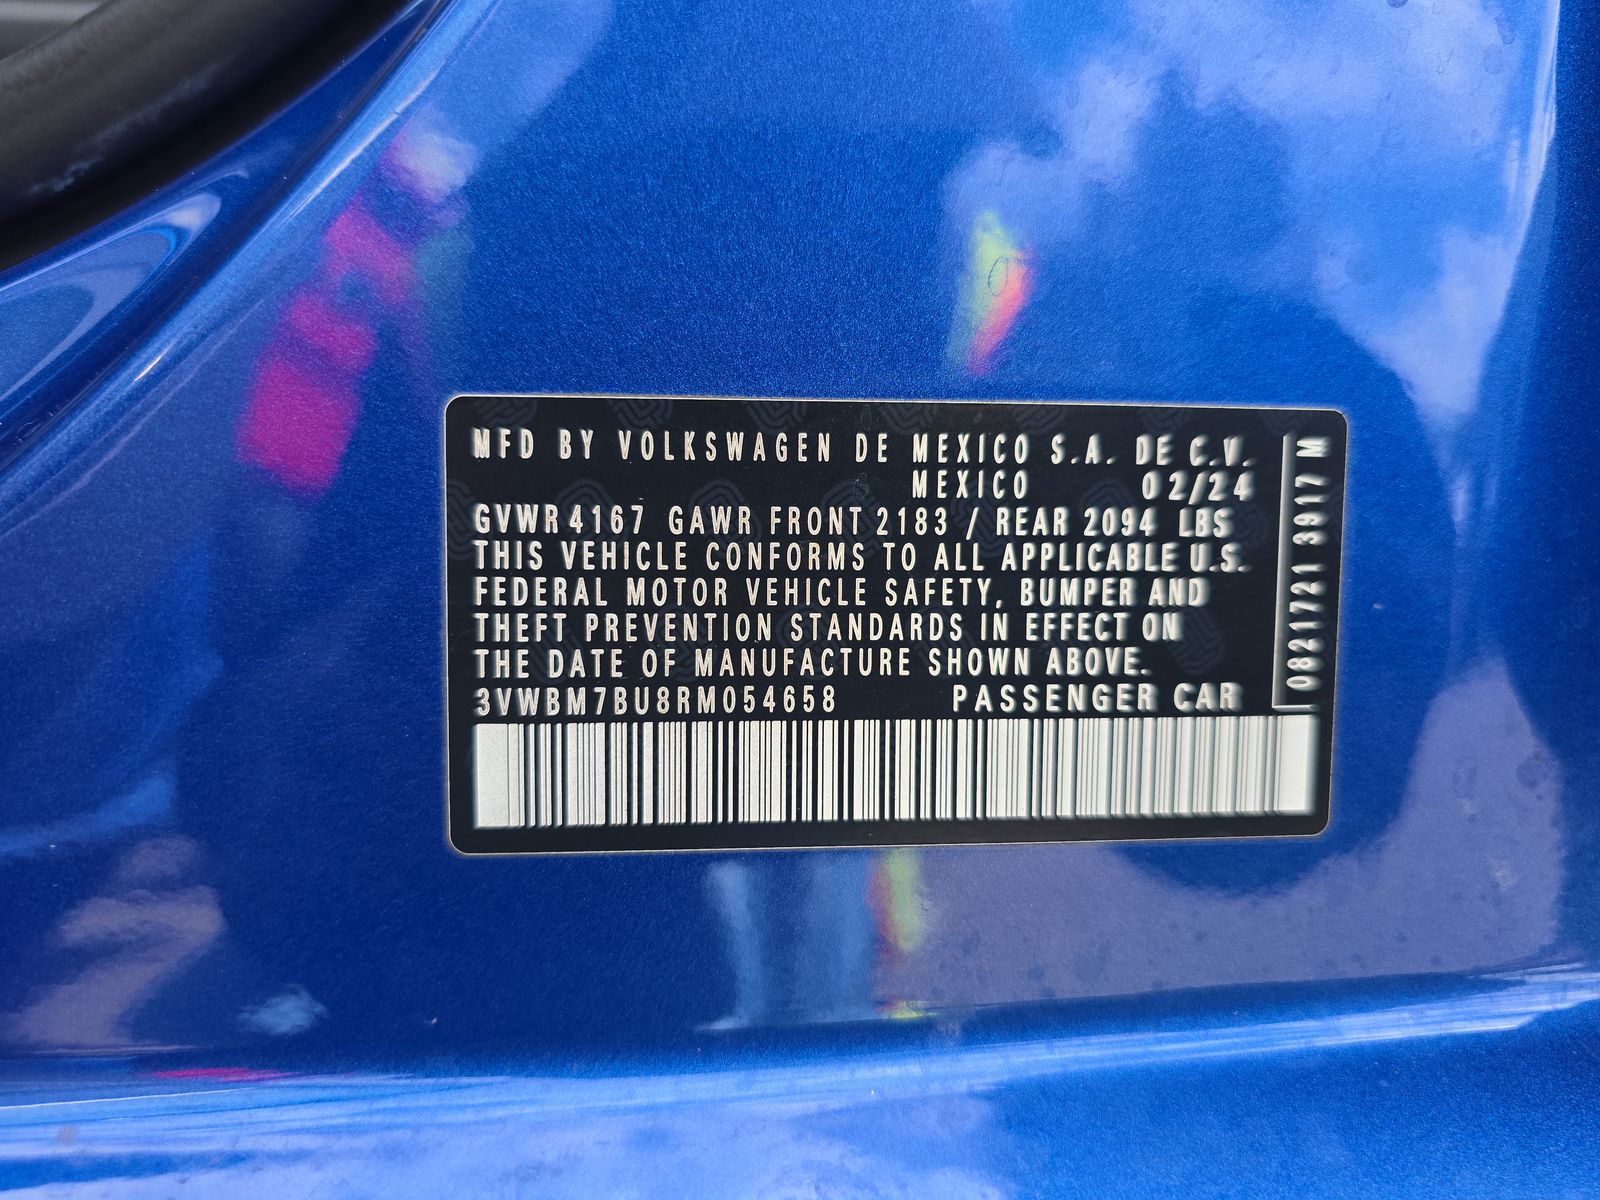 MFD BY VOLKSWAGEN DE MEXICO S.A. DE C.V.
MEXICO 02/24
GVWR 4167 GAWR FRONT 2183 / REAR 2094 LBS
THIS VEHICLE CONFORMS TO ALL APPLICABLE U.S.
FEDERAL MOTOR VEHICLE SAFETY, BUMPER AND
THEFT PREVENTION STANDARDS IN EFFECT ON
THE DATE OF MANUFACTURE SHOWN ABOVE.
3VWBM7BU8RM054658 PASSENGER CAR
0821721 3917 M